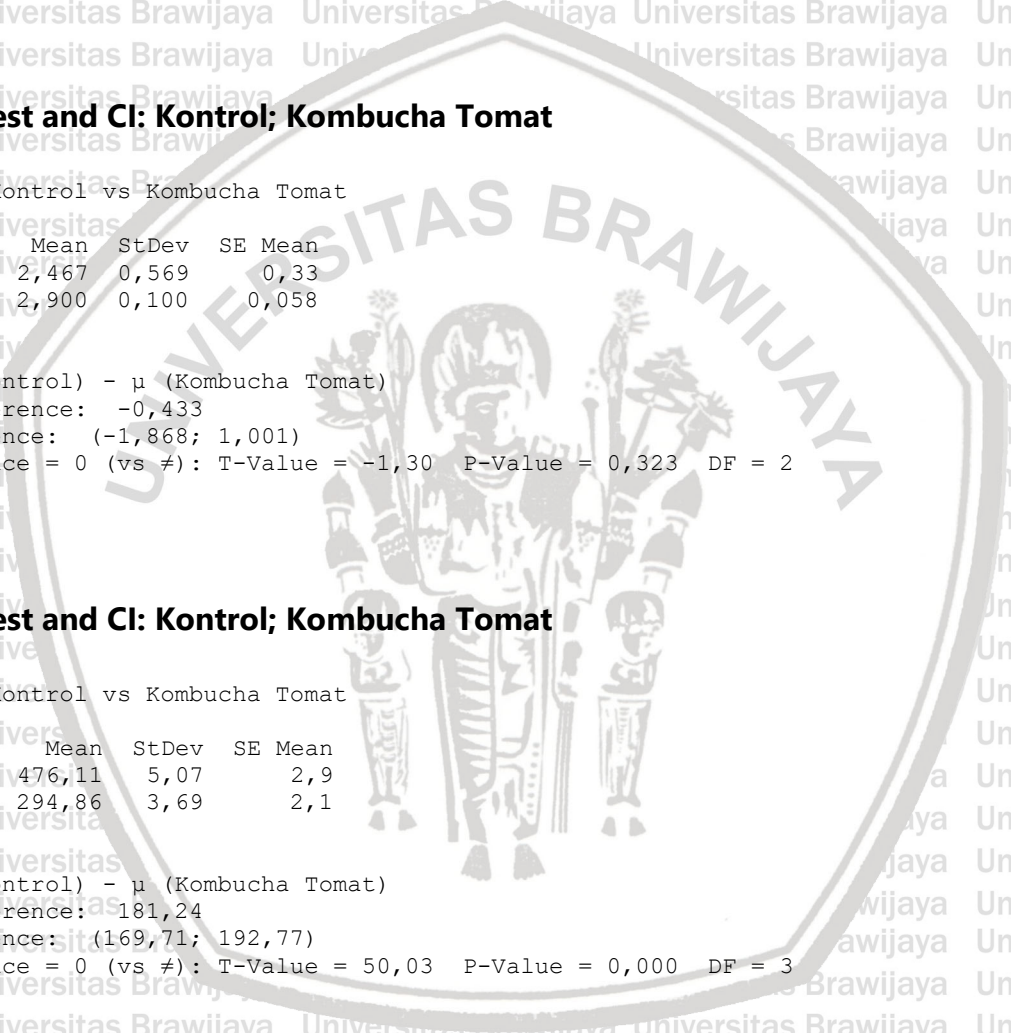 est and CI: Kontrol; Kombucha Tomat
ontrol vs Kombucha Tomat
Mean StDev SE Mean
2,467 0,569 0,33
2,900 0,100 0,058
ntrol) - μ (Kombucha Tomat)
rence: -0,433
nce: (-1,868; 1,001)
ce = 0 (vs ≠): T-Value = -1,30 P-Value = 0,323 DF = 2
est and CI: Kontrol; Kombucha Tomat
ontrol vs Kombucha Tomat
Mean StDev SE Mean
476,11 5,07 2,9
294,86 3,69 2,1
ntrol) - μ (Kombucha Tomat)
rence: 181,24
nce: (169,71; 192,77)
ce = 0 (vs ≠): T-Value = 50,03 P-Value = 0,000 DF = 3
UNIVERSITAS BRAWIJAYA